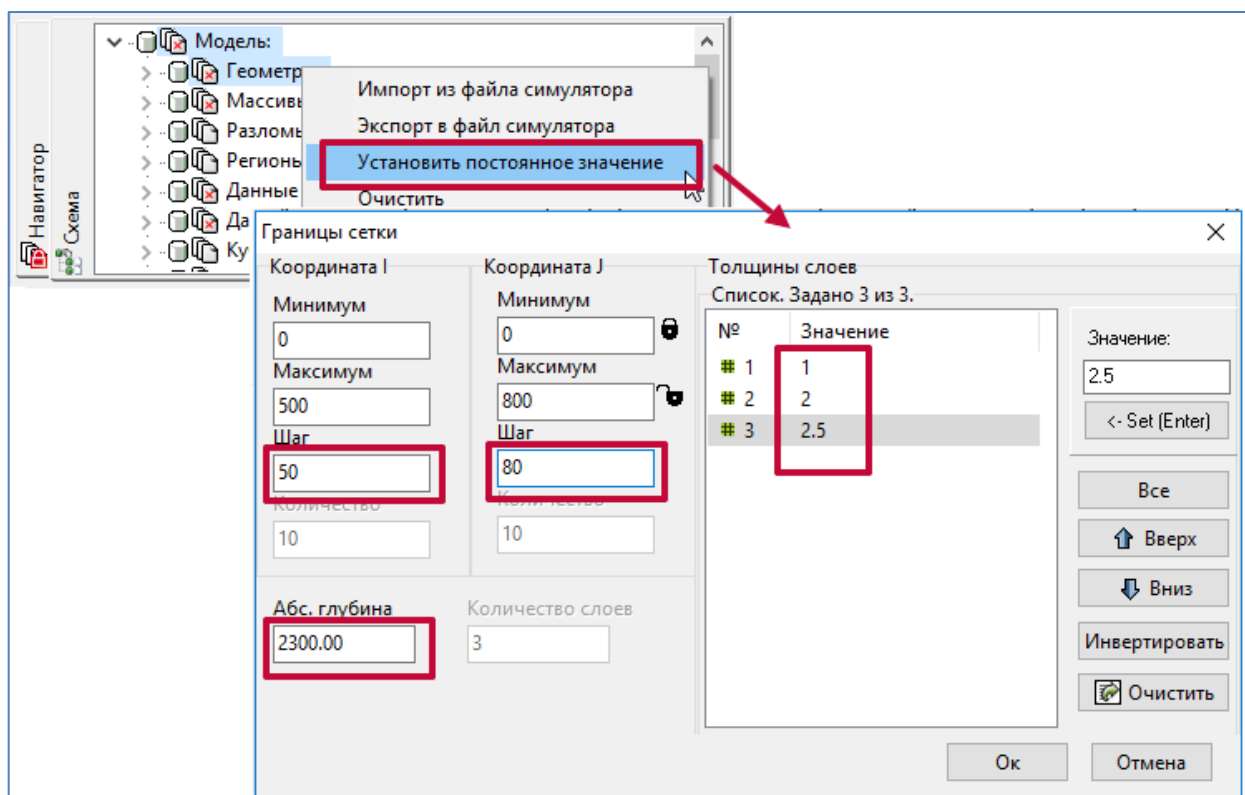 Навигатор
Схема
Модель:
Геометр
Массивы
Разломы
Регионы
Данные
Да
Ку
Импорт из файла симулятора
Экспорт в файл симулятора
Установить постоянное значение
Очистить
Границы сетки
Координата I
Минимум
0
Максимум
500
Шаг
50
Количество
10
Координата J
Минимум
0
Максимум
800
Шаг
80
Количество
10
Абс. глубина
2300.00
Количество слоев
3
Толщины слоев
Список. Задано 3 из 3.
№ Значение
1 1
2 2
3 2.5
Значение:
2.5
<- Set (Enter)
Все
Вверх
Вниз
Инвертировать
Очистить
Ок
Отмена